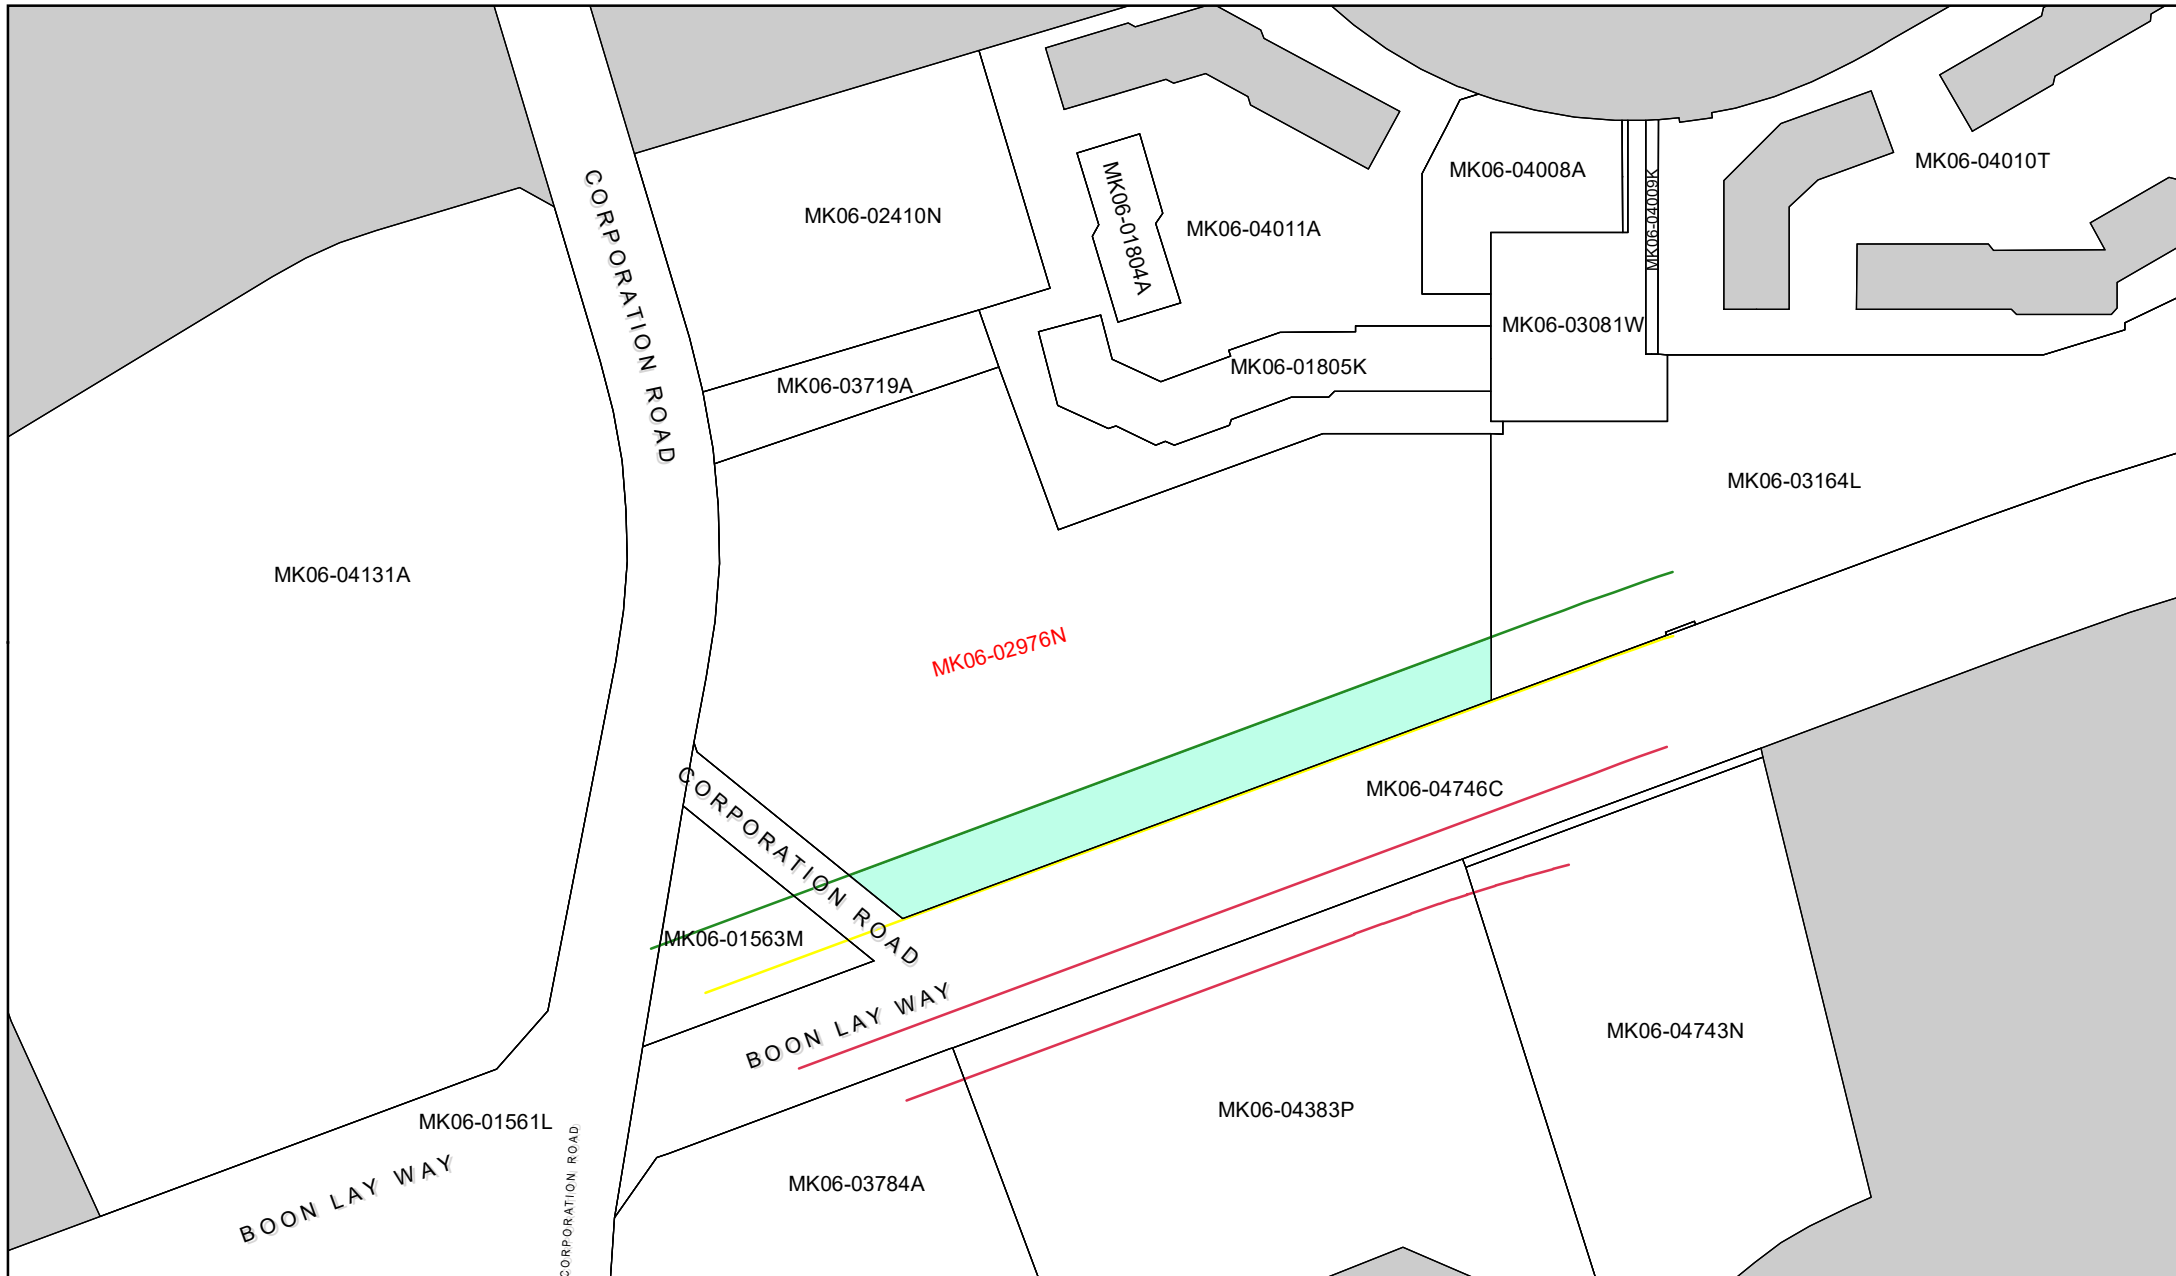 MK06-04010T
MK06-04008A
MK06-04009K
MK06-02410N
MK06-01804A
MK06-04011A
CORPORATION ROAD
MK06-03081W
MK06-01805K
MK06-03719A
MK06-03164L
MK06-04131A
MK06-02976N
MK06-04746C
CORPORATION ROAD
MK06-01563M
BOON LAY WAY
MK06-04743N
MK06-01561L
MK06-04383P
CORPORATION ROAD
MK06-03784A
BOON LAY WAY